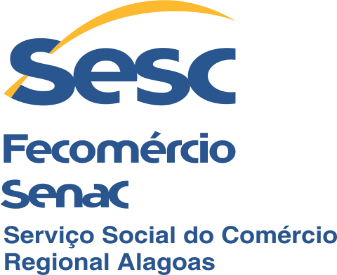 Sesc
Fecomércio
Senac
Serviço Social do Comércio
Regional Alagoas